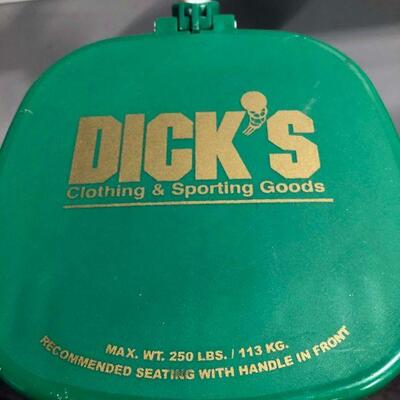 DICK'S
Clothing & Sporting Goods
MAX. WT. 250 LBS. / 113 KG.
RECOMMENDED SEATING WITH HANDLE IN FRONT